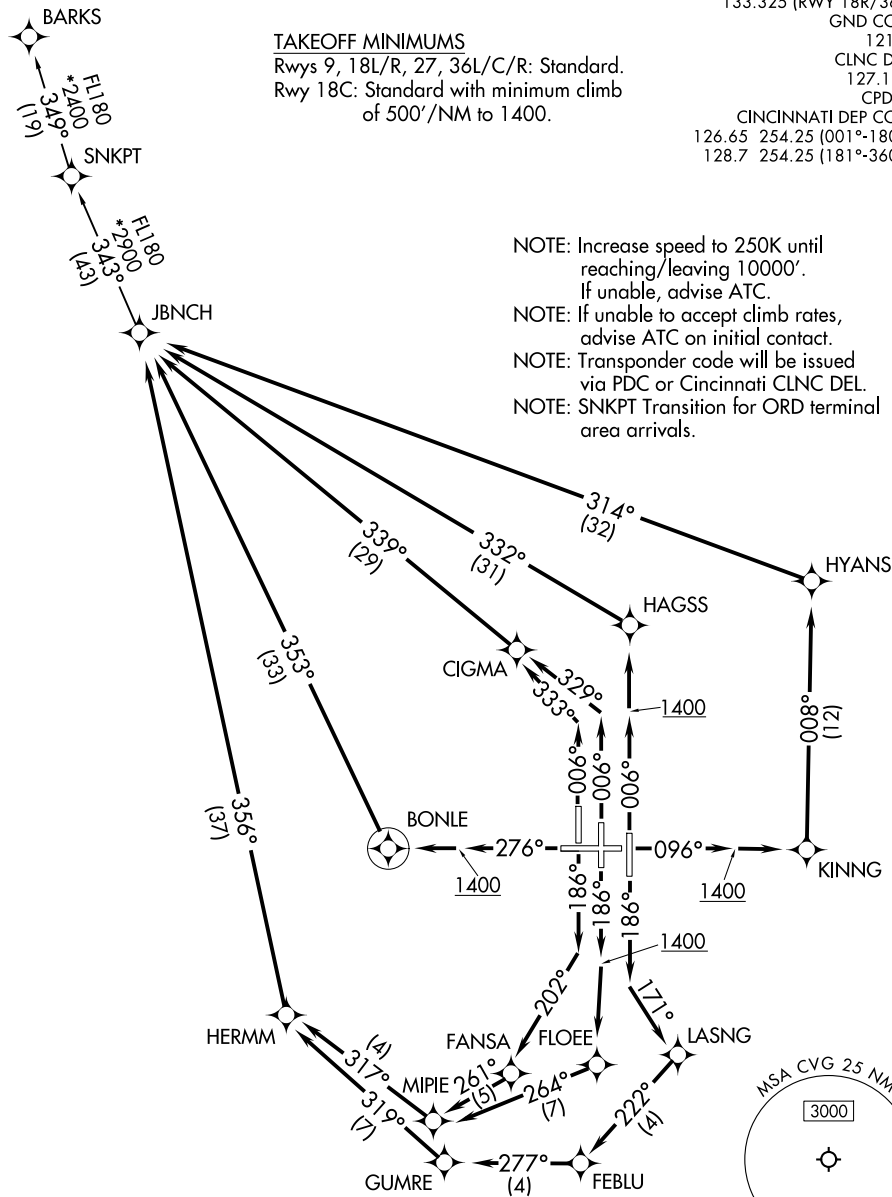 BARKS
FL180
*2400
349°
(19)
SNKPT
FL180
*2900
343°
(43)
JBNCH
TAKEOFF MINIMUMS
Rwys 9, 18L/R, 27, 36L/C/R: Standard.
Rwy 18C: Standard with minimum climb
of 500'/NM to 1400.
133.325 (RWY 18R/36
GND CO
121
CLNC D
127.1
CPD
CINCINNATI DEP CO
126.65 254.25 (001°-180
128.7 254.25 (181°-360
NOTE: Increase speed to 250K until
reaching/leaving 10000'.
If unable, advise ATC.
NOTE: If unable to accept climb rates,
advise ATC on initial contact.
NOTE: Transponder code will be issued
via PDC or Cincinnati CLNC DEL.
NOTE: SNKPT Transition for ORD terminal
area arrivals.
314°
(32)
332°
(31)
339°
(29)
353°
(33)
356°
(37)
HYANS
HAGSS
CIGMA
329°
333°
1400
006°
006°
006°
008°
(12)
BONLE
276°
1400
096°
1400
KINNG
186°
186°
186°
1400
202°
171°
HERMM
FANSA
FLOEE
LASNG
(4)
317°
MIPIE
261°
(5)
264°
(7)
222°
(4)
319°
(7)
GUMRE
277°
(4)
FEBLU
MSA CVG 25 NM
3000